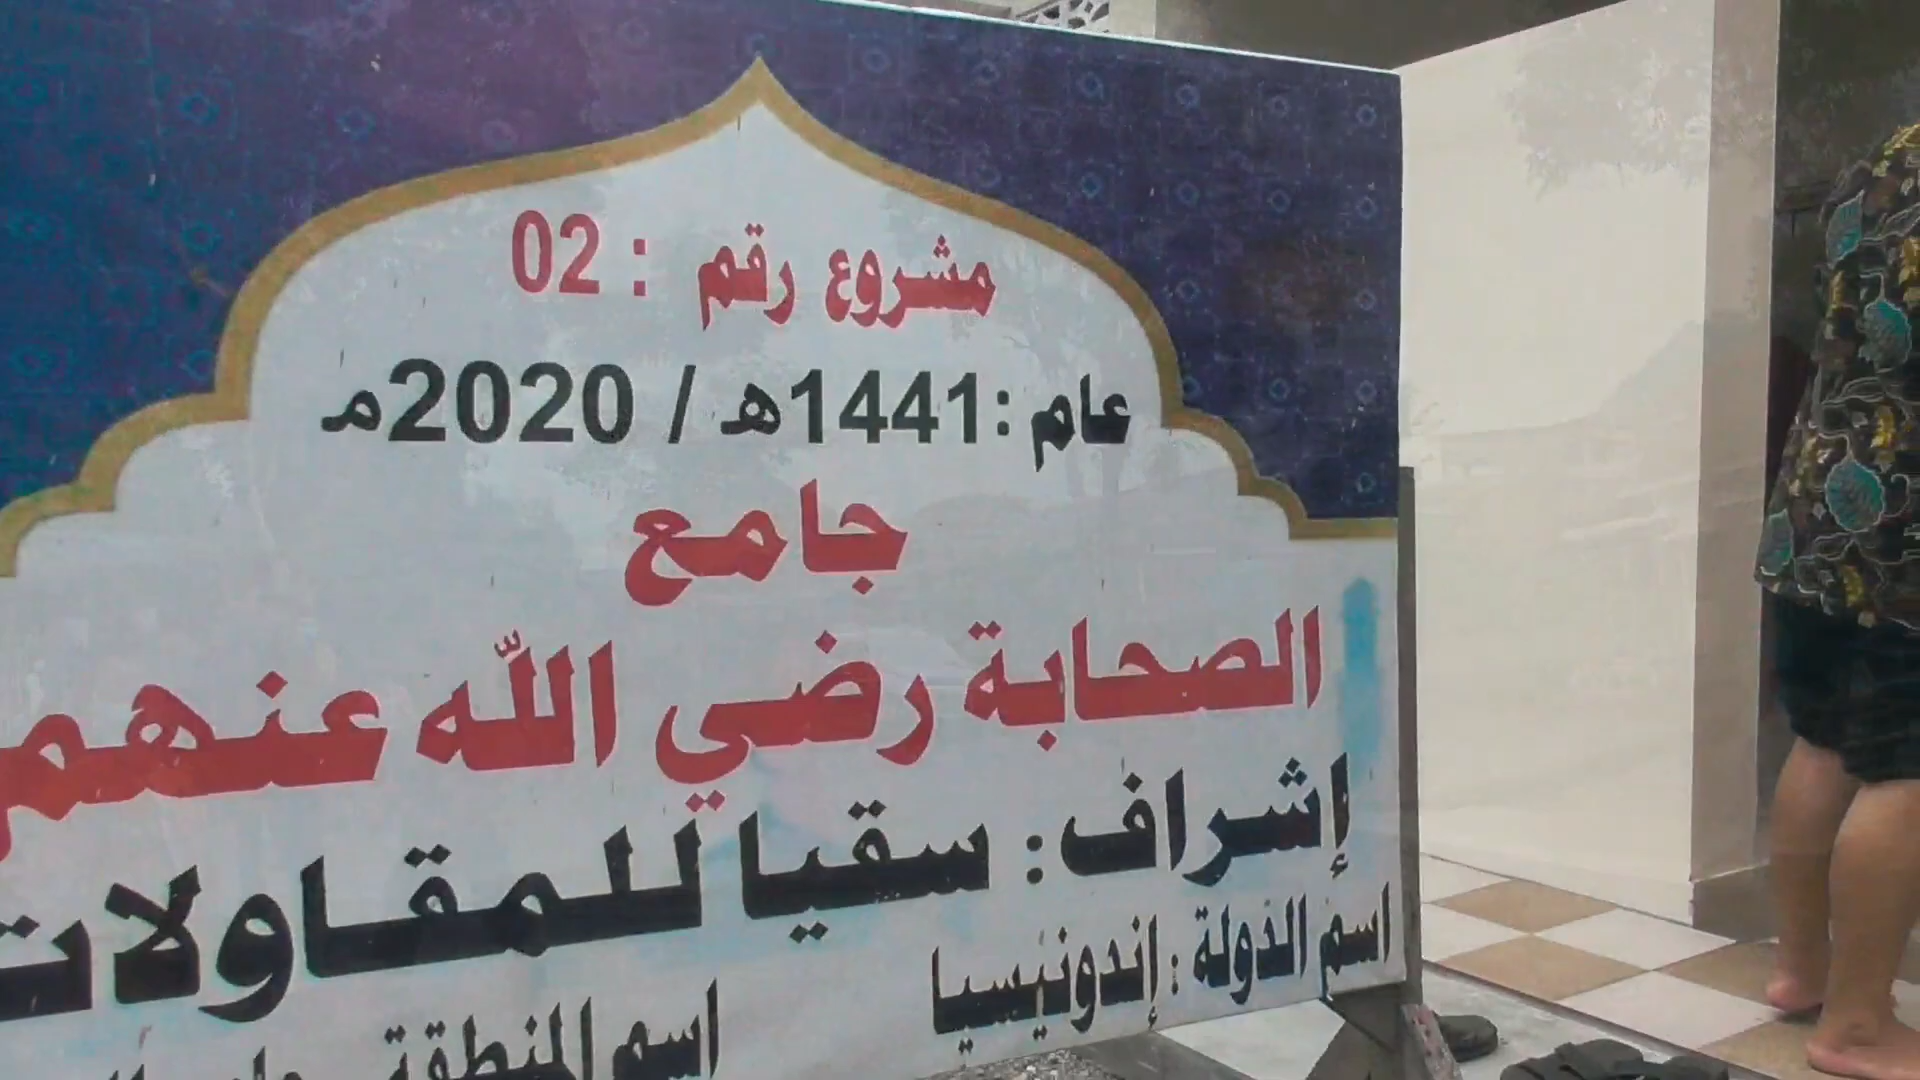 مشروع رقم : 02
عام :1441هـ / 2020م
جامع
الصحابة رضي الله عنهم
إشراف: سقيا للمقاولات
اسم الدولة : إندونيسيا
اسم المنطقة